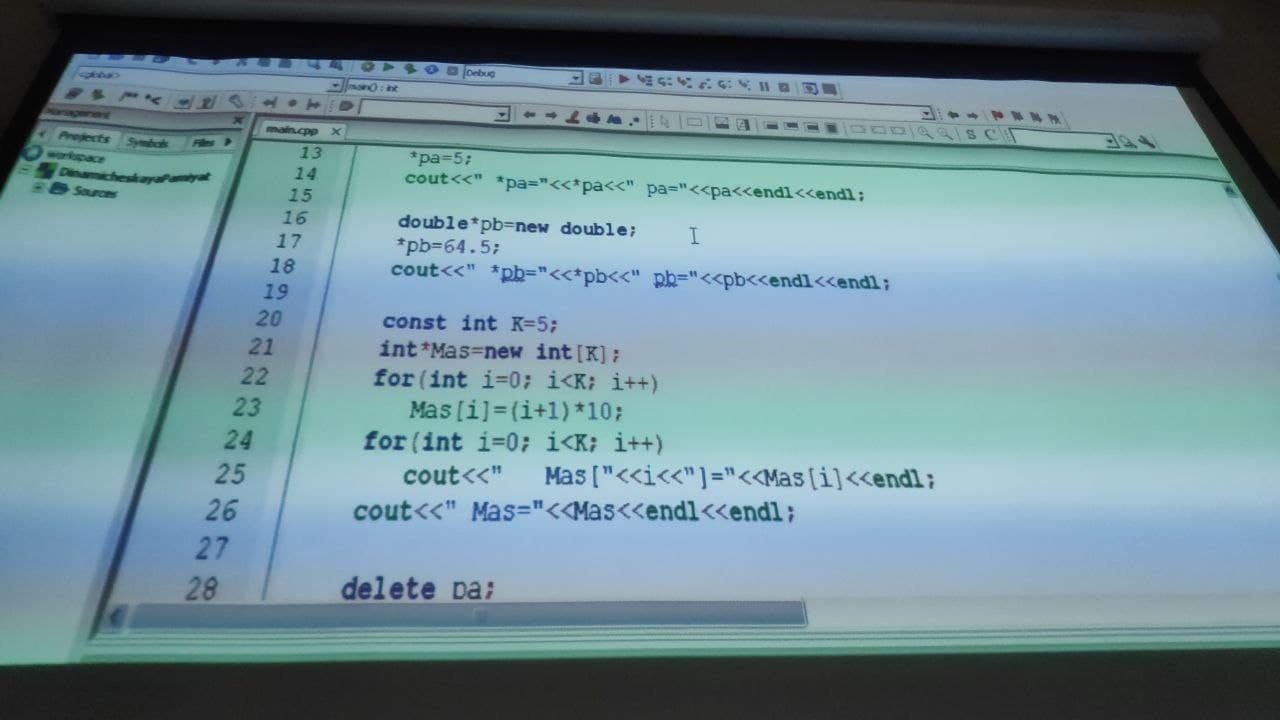 Debug
<global>
main() : int
Management
Projects Symbols Files
workspace
DinamicheskayaPamiyat
Sources
main.cpp
S C
13 *pa=5;
14 cout<<" *pa="<<*pa<<" pa="<<pa<<endl<<endl;
15
16 double*pb=new double;
17 *pb=64.5;
18 cout<<" *pb="<<*pb<<" pb="<<pb<<endl<<endl;
19
20 const int K=5;
21 int*Mas=new int[K];
22 for(int i=0; i<K; i++)
23 Mas[i]=(i+1)*10;
24 for(int i=0; i<K; i++)
25 cout<<"   Mas["<<i<<"]="<<Mas[i]<<endl;
26 cout<<" Mas="<<Mas<<endl<<endl;
27
28 delete pa;